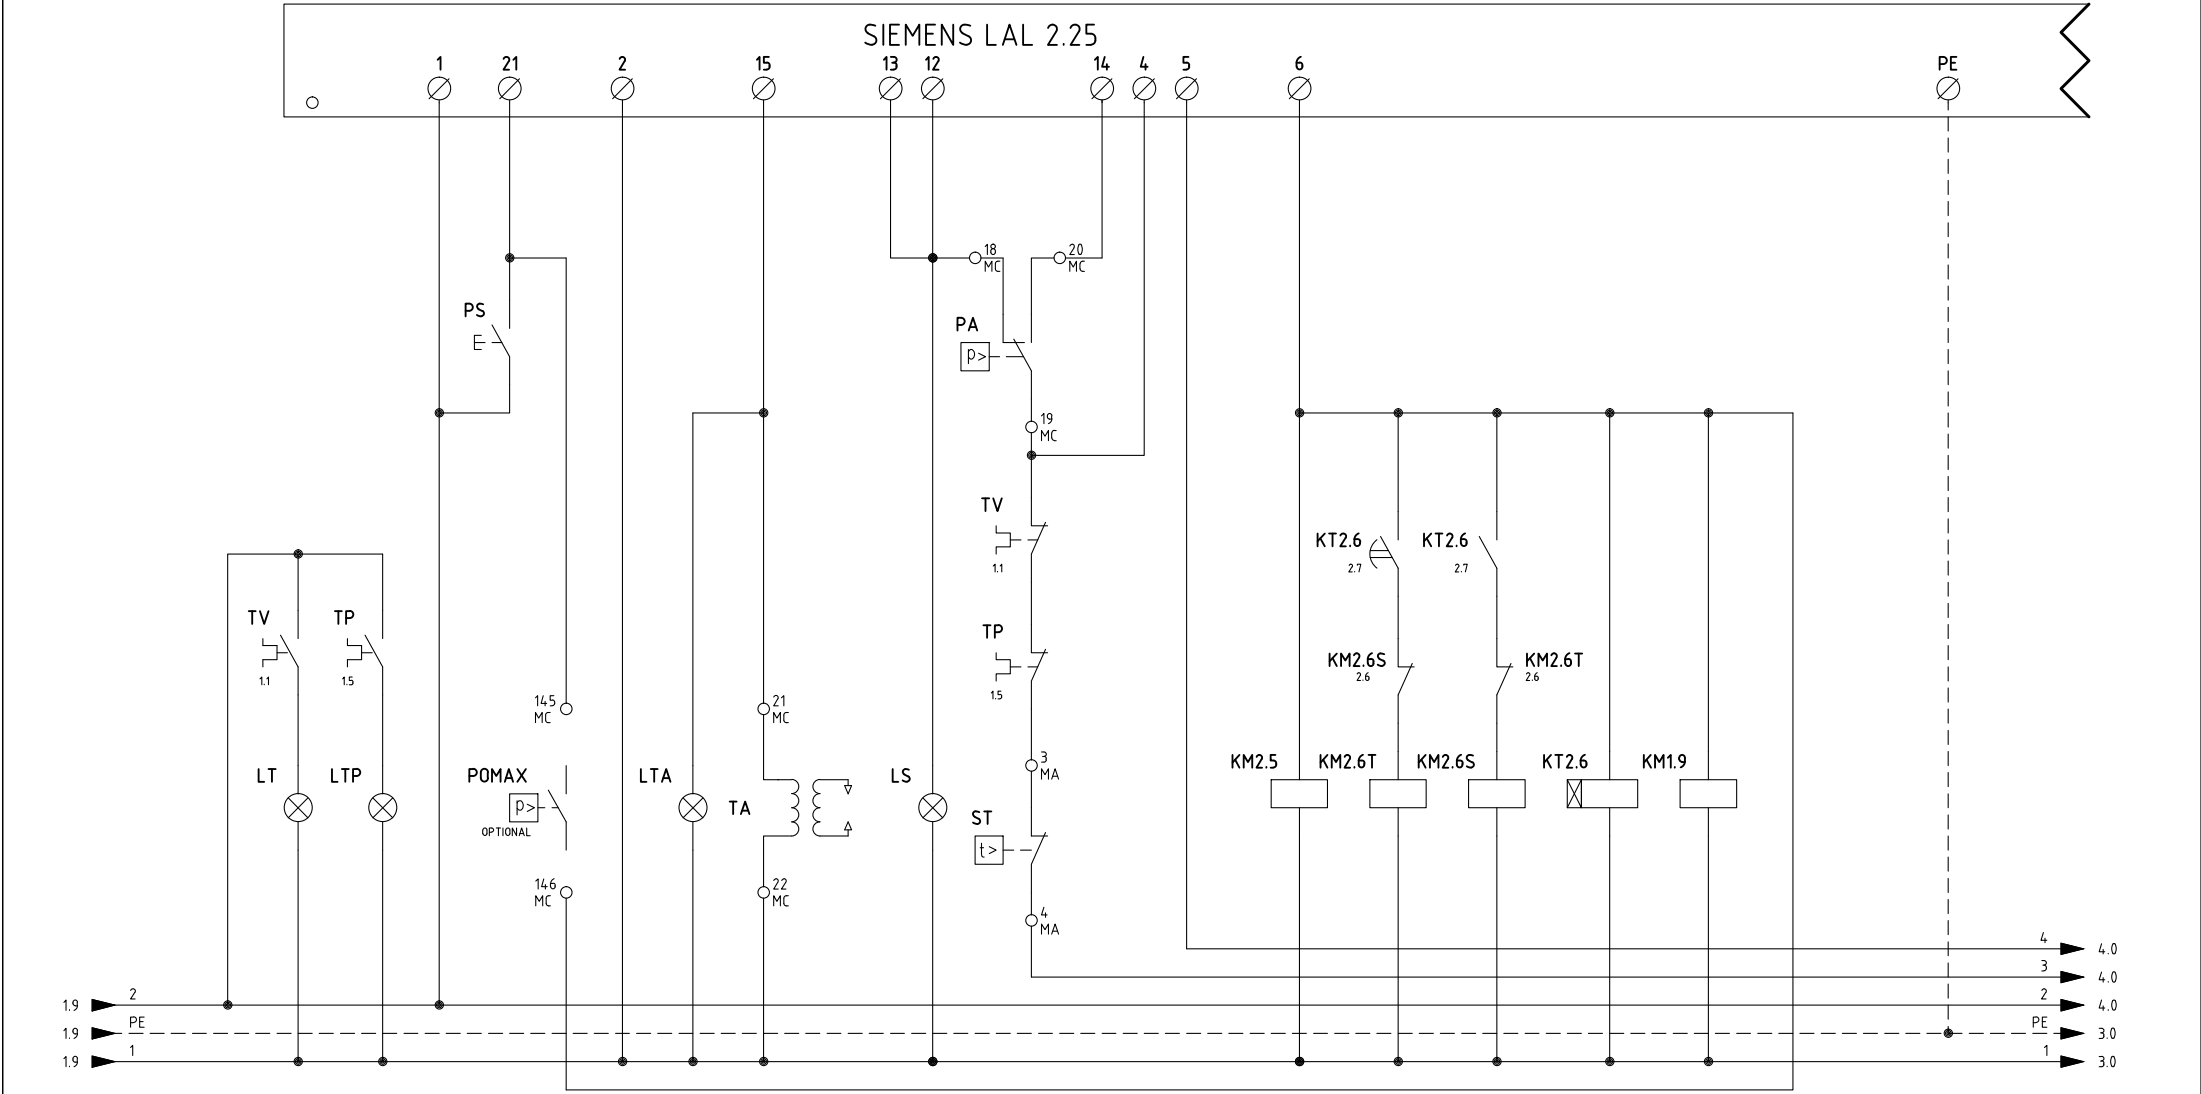 SIEMENS LAL 2.25
1 21 2 15 13 12 14 4 5 6 PE
18
MC
20
MC
PS
PA
p>
19
MC
TV
1.1
KT2.6
2.7
KT2.6
2.7
TV
1.1
TP
1.5
TP
1.5
KM2.6S
2.6
KM2.6T
2.6
145
MC
21
MC
3
MA
LT
LTP
POMAX
p>
OPTIONAL
LTA
TA
LS
ST
t>
KM2.5
KM2.6T
KM2.6S
KT2.6
KM1.9
146
MC
22
MC
4
MA
4 4.0
3 4.0
1.9 2 2 4.0
1.9 PE PE 3.0
1.9 1 1 3.0